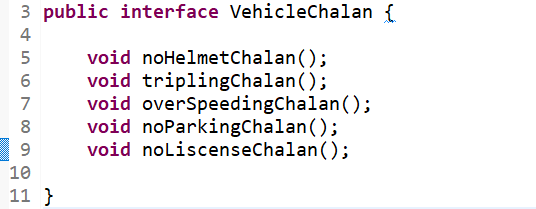 3 public interface VehicleChalan {
4
5 void noHelmetChalan();
6 void triplingChalan();
7 void overSpeedingChalan();
8 void noParkingChalan();
9 void noLiscenseChalan();
10
11 }